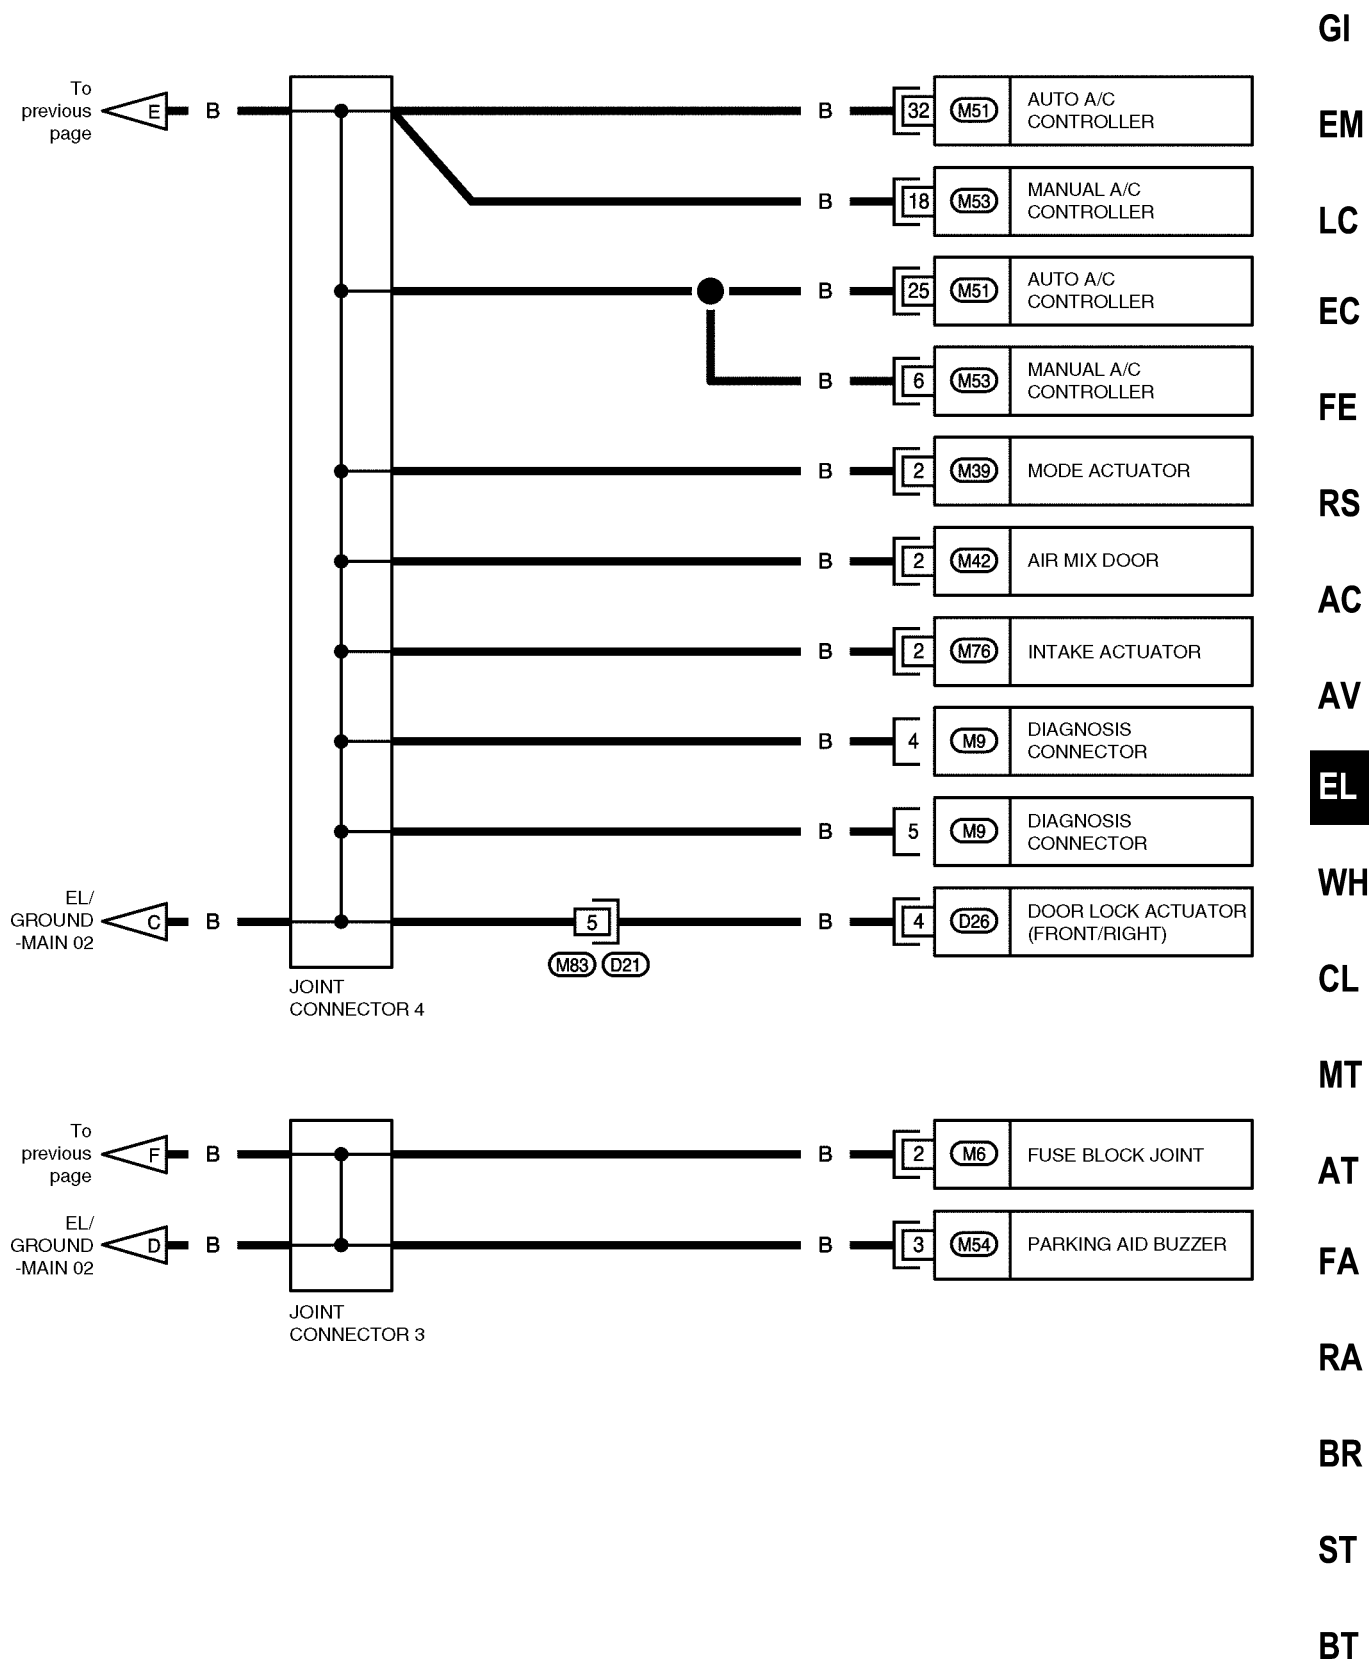 GI
To
previous
page
E
B
B
32
M51
AUTO A/C
CONTROLLER
EM
B
18
M53
MANUAL A/C
CONTROLLER
LC
B
25
M51
AUTO A/C
CONTROLLER
EC
B
6
M53
MANUAL A/C
CONTROLLER
FE
B
2
M39
MODE ACTUATOR
RS
B
2
M42
AIR MIX DOOR
AC
B
2
M76
INTAKE ACTUATOR
AV
B
4
M9
DIAGNOSIS
CONNECTOR
EL
B
5
M9
DIAGNOSIS
CONNECTOR
WH
EL/
GROUND
-MAIN 02
C
B
5
M83
D21
B
4
D26
DOOR LOCK ACTUATOR
(FRONT/RIGHT)
CL
JOINT
CONNECTOR 4
MT
To
previous
page
F
B
B
2
M6
FUSE BLOCK JOINT
AT
EL/
GROUND
-MAIN 02
D
B
B
3
M54
PARKING AID BUZZER
FA
JOINT
CONNECTOR 3
RA
BR
ST
BT